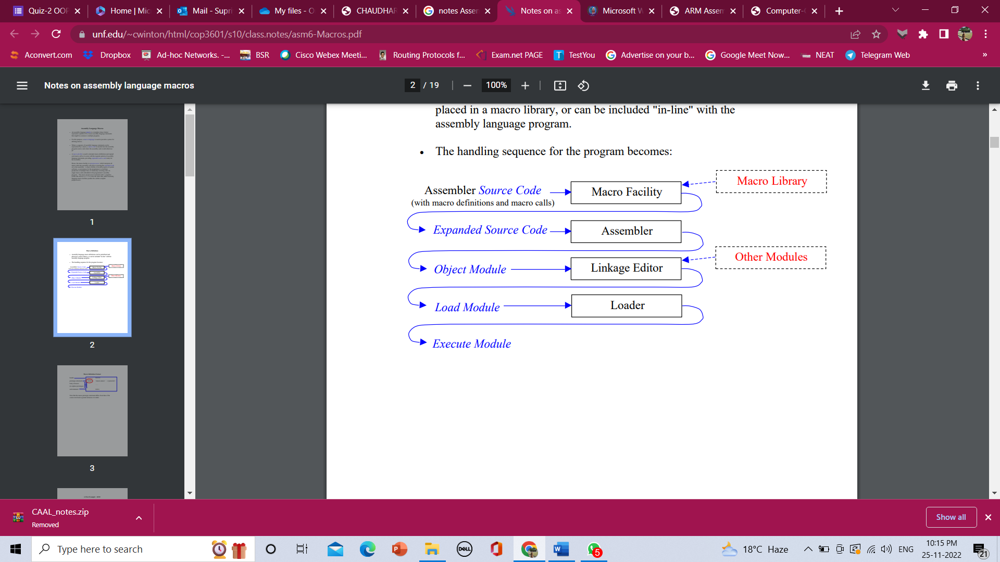 Quiz-2 OOP
Home | Mic
Mail - Supri
My files - O
CHAUDHAR
notes Assen
Notes on as
Microsoft W
ARM Assem
Computer-
unf.edu/~cwinton/html/cop3601/s10/class.notes/asm6-Macros.pdf
Aconvert.com
Dropbox
Ad-hoc Networks. -...
BSR
Cisco Webex Meeti...
Routing Protocols f...
Exam.net PAGE
TestYou
Advertise on your b...
Google Meet Now...
NEAT
Telegram Web
»
Notes on assembly language macros
2 / 19
100%
1
2
3
placed in a macro library, or can be included "in-line" with the
assembly language program.
• The handling sequence for the program becomes:
Assembler Source Code
(with macro definitions and macro calls)
Macro Facility
Macro Library
Expanded Source Code
Assembler
Object Module
Linkage Editor
Other Modules
Load Module
Loader
Execute Module
CAAL_notes.zip
Removed
Show all
Type here to search
DELL
5
18°C Haze
ENG
10:15 PM
25-11-2022
21